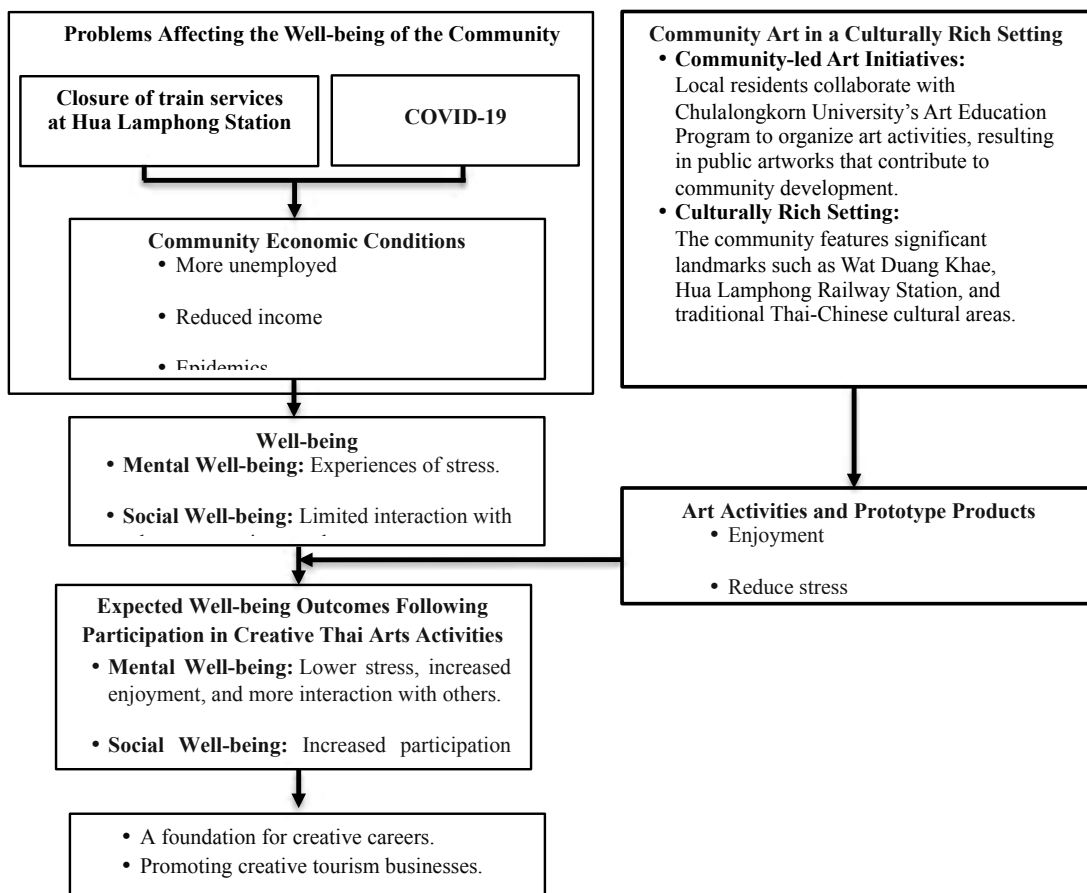 Problems Affecting the Well-being of the Community
Closure of train services
at Hua Lamphong Station
COVID-19
Community Economic Conditions
• More unemployed
• Reduced income
• Epidemics
Well-being
• Mental Well-being: Experiences of stress.
• Social Well-being: Limited interaction with
Expected Well-being Outcomes Following
Participation in Creative Thai Arts Activities
• Mental Well-being: Lower stress, increased
enjoyment, and more interaction with others.
• Social Well-being: Increased participation
• A foundation for creative careers.
• Promoting creative tourism businesses.
Community Art in a Culturally Rich Setting
• Community-led Art Initiatives:
Local residents collaborate with
Chulalongkorn University’s Art Education
Program to organize art activities, resulting
in public artworks that contribute to
community development.
• Culturally Rich Setting:
The community features significant
landmarks such as Wat Duang Khae,
Hua Lamphong Railway Station, and
traditional Thai-Chinese cultural areas.
Art Activities and Prototype Products
• Enjoyment
• Reduce stress